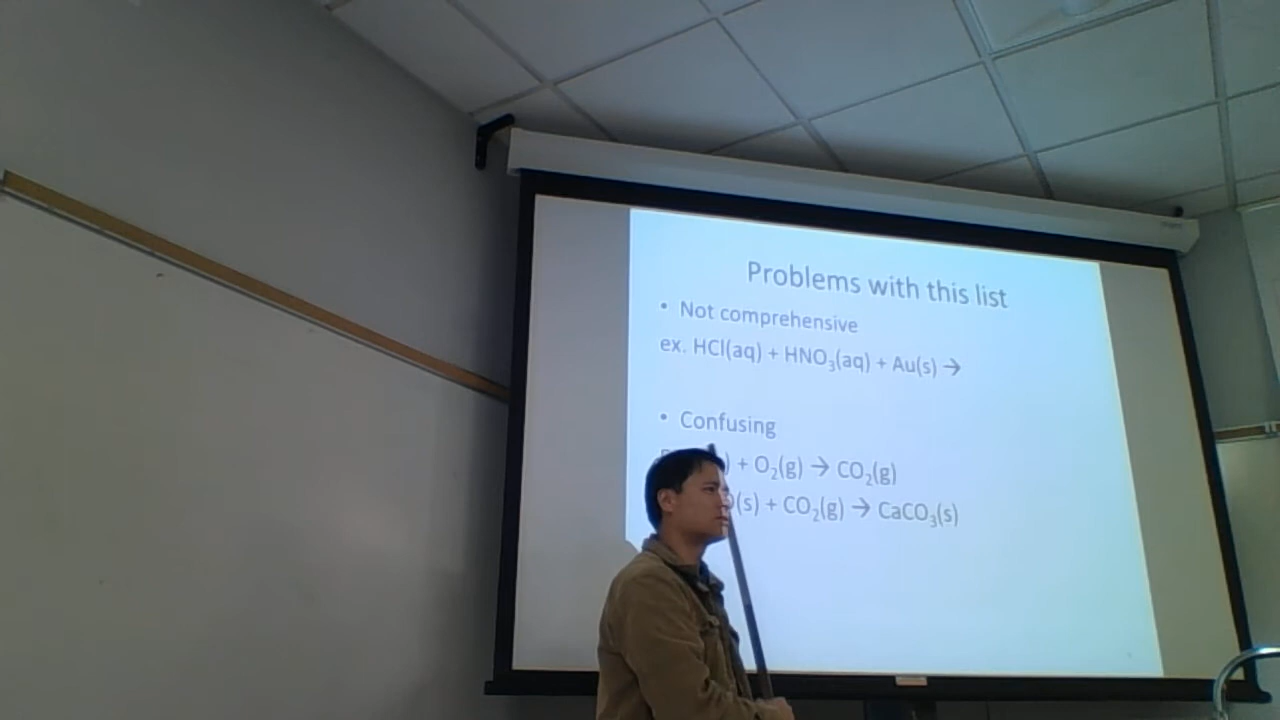 Problems with this list
• Not comprehensive
ex. HCl(aq) + HNO₃(aq) + Au(s) →
• Confusing
) + O₂(g) → CO₂(g)
(s) + CO₂(g) → CaCO₃(s)